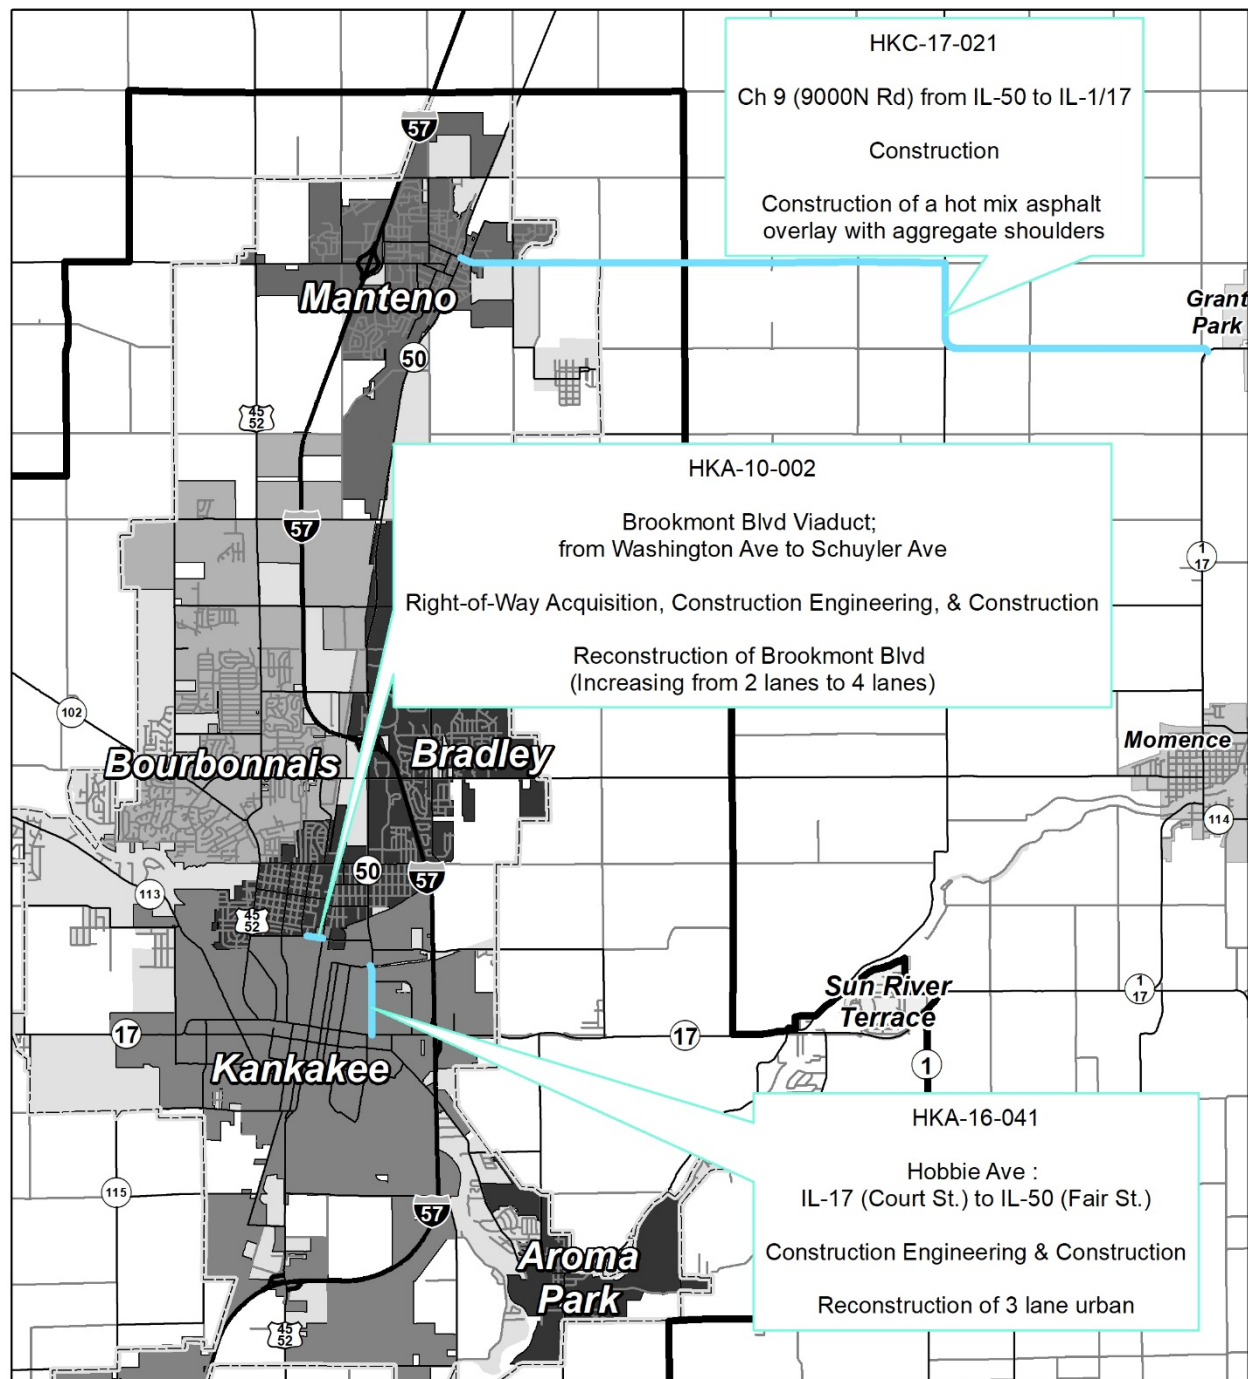 HKC-17-021
Ch 9 (9000N Rd) from IL-50 to IL-1/17
Construction
Construction of a hot mix asphalt
overlay with aggregate shoulders
57
Manteno
Grant
Park
50
45
52
HKA-10-002
Brookmont Blvd Viaduct;
from Washington Ave to Schuyler Ave
Right-of-Way Acquisition, Construction Engineering, & Construction
Reconstruction of Brookmont Blvd
(Increasing from 2 lanes to 4 lanes)
57
1
17
102
Bourbonnais
Bradley
Momence
114
50
57
113
45
52
Sun River
Terrace
1
17
17
17
Kankakee
1
HKA-16-041
Hobbie Ave :
IL-17 (Court St.) to IL-50 (Fair St.)
Construction Engineering & Construction
Reconstruction of 3 lane urban
115
57
Aroma
Park
45
52